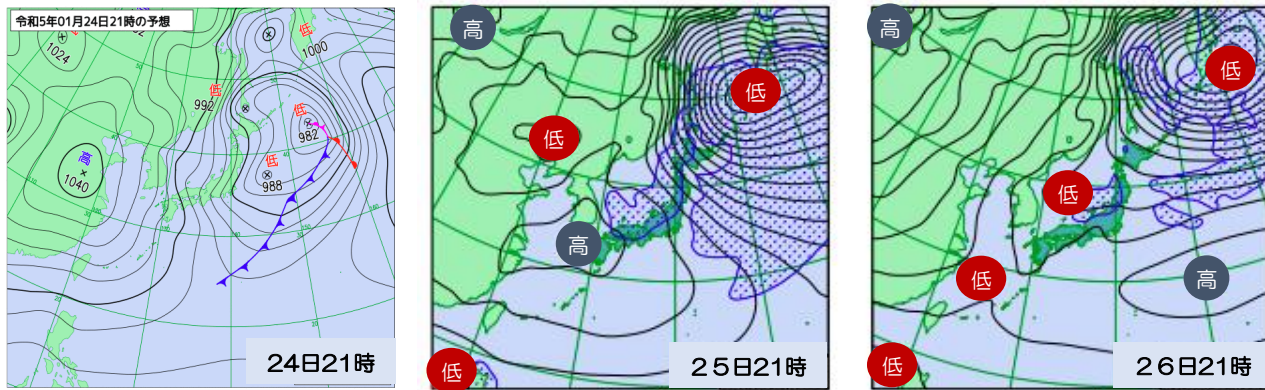 令和5年01月24日21時の予想
低
1024
低
1000
低
992
低
982
低
988
高
1040
24日21時
高
低
低
高
低
25日21時
高
低
低
低
高
低
26日21時